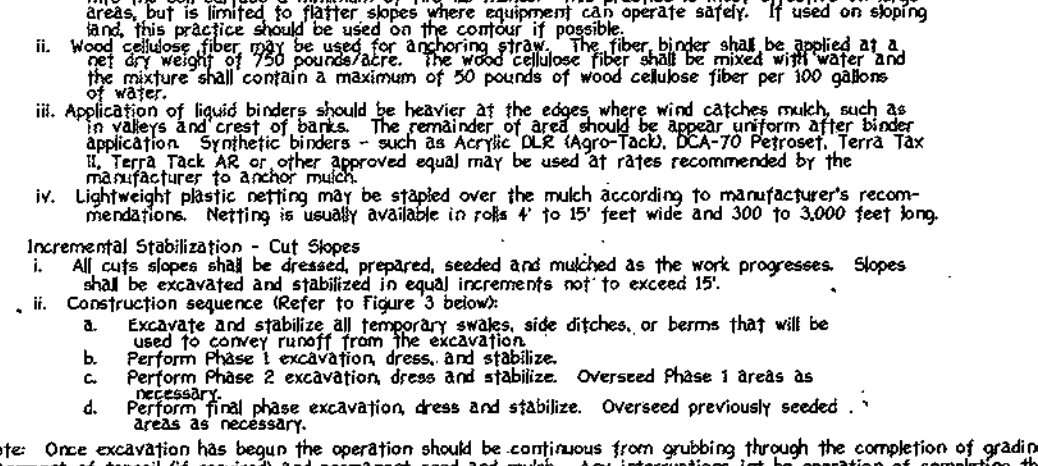 areas, but is limited to flatter slopes where equipment can operate safely. If used on sloping
land, this practice should be used on the contour if possible.
ii. Wood cellulose fiber may be used for anchoring straw. The fiber binder shall be applied at a
net dry weight of 750 pounds/acre. The wood cellulose fiber shall be mixed with water and
the mixture shall contain a maximum of 50 pounds of wood cellulose fiber per 100 gallons
of water.
iii. Application of liquid binders should be heavier at the edges where wind catches mulch, such as
in valleys and crest of banks. The remainder of area should be appear uniform after binder
application. Synthetic binders - such as Acrylic DLR (Agro-Tack), DCA-70 Petroset, Terra Tax
II, Terra Tack AR or other approved equal may be used at rates recommended by the
manufacturer to anchor mulch.
iv. Lightweight plastic netting may be stapled over the mulch according to manufacturer's recom-
mendations. Netting is usually available in rolls 4' to 15' feet wide and 300 to 3,000 feet long.
Incremental Stabilization - Cut Slopes
i. All cuts slopes shall be dressed, prepared, seeded and mulched as the work progresses. Slopes
shall be excavated and stabilized in equal increments not to exceed 15'.
ii. Construction sequence (Refer to Figure 3 below):
a. Excavate and stabilize all temporary swales, side ditches, or berms that will be
used to convey runoff from the excavation.
b. Perform Phase 1 excavation, dress, and stabilize.
c. Perform Phase 2 excavation, dress and stabilize. Overseed Phase 1 areas as
necessary.
d. Perform final phase excavation, dress and stabilize. Overseed previously seeded
areas as necessary.
te: Once excavation has begun the operation should be continuous from grubbing through the completion of gradin